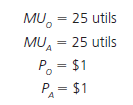 MUₒ = 25 utils
MUₐ = 25 utils
Pₒ = $1
Pₐ = $1